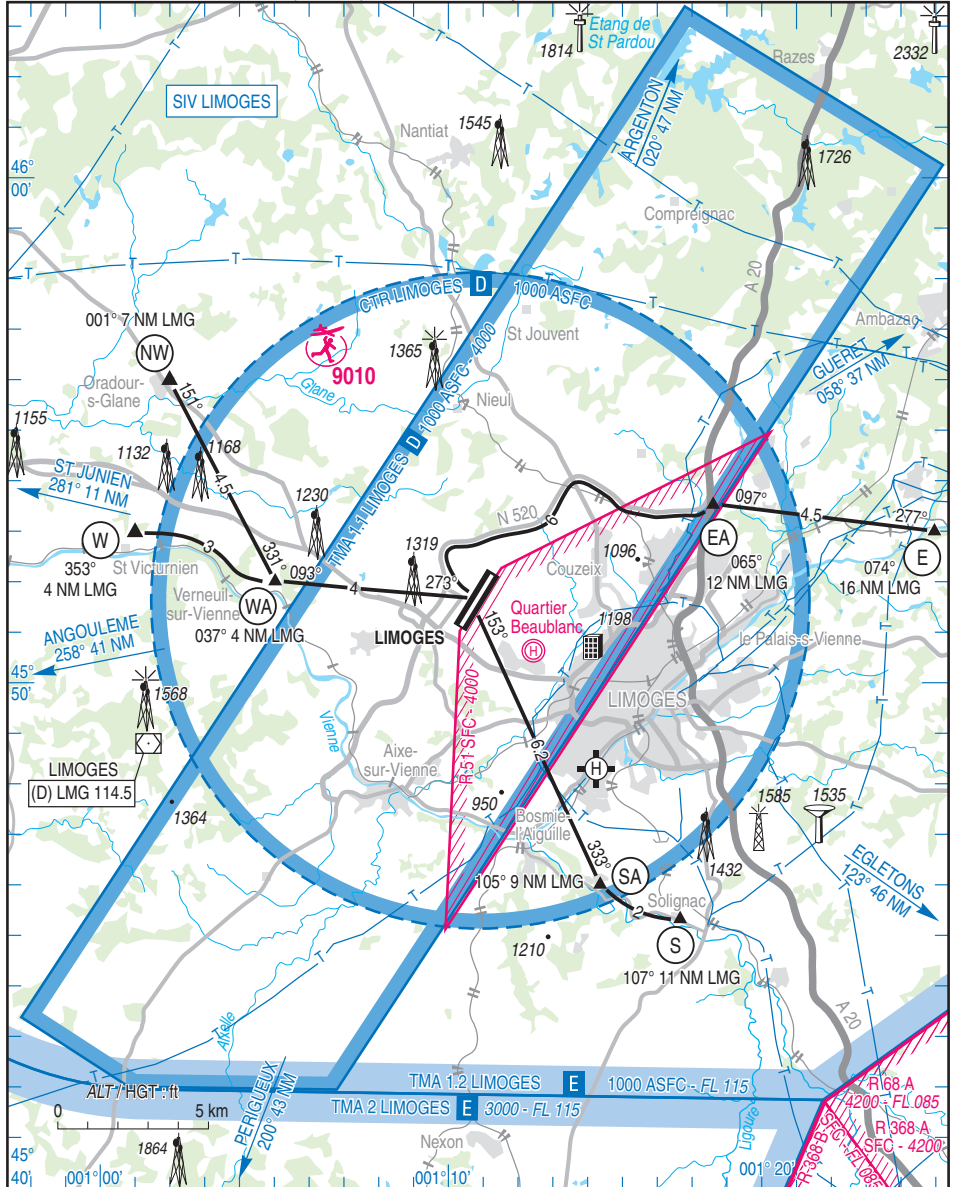 Etang de
St Pardou
1814
2332
Razes
SIV LIMOGES
1545
Nantiat
ARGENTON
020° 47 NM
1726
46°
00'
Compreignac
A 20
CTR LIMOGES D 1000 ASFC
001° 7 NM LMG
St Jouvent
Ambazac
NW
1365
9010
Glane
Oradour-
s-Glane
151°
Nieul
GUERET
058° 37 NM
1155
1132
1168
4.5
TMA 1.1 LIMOGES D 1000 ASFC - 4000
ST JUNIEN
281° 11 NM
1230
N 520
6
097°
4.5
277°
W
3
331°
093°
1319
EA
E
353°
4 NM LMG
St Victurnien
4
273°
Couzeix
1096
065°
12 NM LMG
074°
16 NM LMG
Verneuil-
sur-Vienne
WA
037° 4 NM LMG
LIMOGES
153°
Quartier
Beaublanc
H
1198
le Palais-s-Vienne
ANGOULEME
258° 41 NM
45°
50'
1568
R 51 SFC - 4000
LIMOGES
Vienne
6.2
LIMOGES
(D) LMG 114.5
Aixe-
sur-Vienne
H
1364
950
1585
1535
Bosmie-
l'Aiguille
333°
1432
EGLETONS
123° 46 NM
105° 9 NM LMG
SA
2
Solignac
1210
S
107° 11 NM LMG
Aixelle
A 20
ALT / HGT : ft
0
5 km
PERIGUEUX
200° 43 NM
TMA 1.2 LIMOGES E 1000 ASFC - FL 115
TMA 2 LIMOGES E 3000 - FL 115
Ligoure
R 68 A
4200 - FL 085
R 368 A
SFC - 4200
R 368 B
SFC - FL 085
1864
Nexon
45°
40'
001° 00'
001° 10'
001° 20'